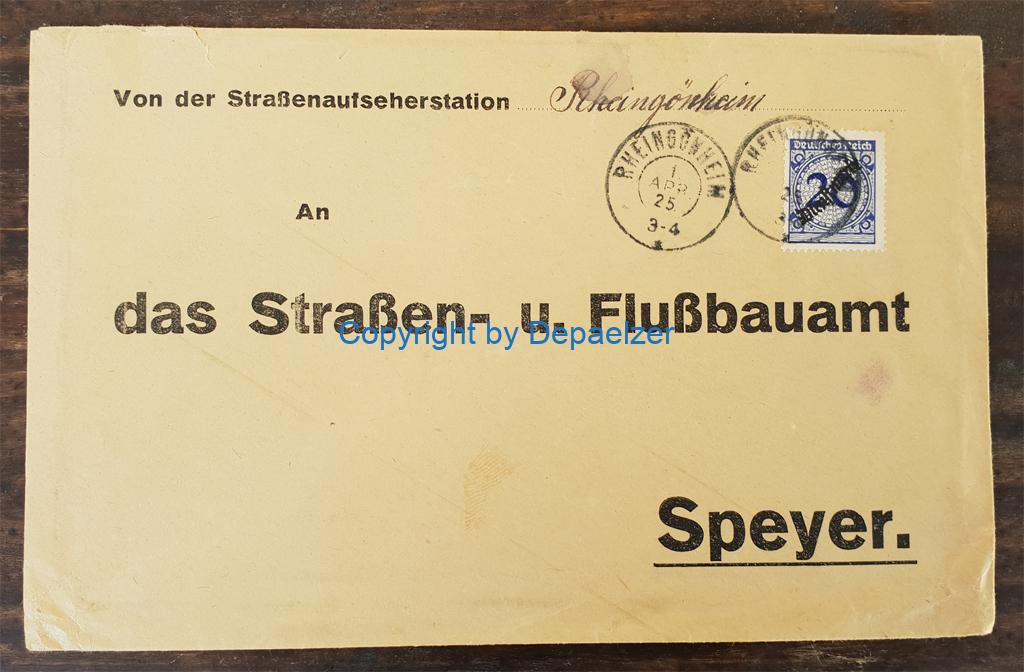 Von der Straßenaufseherstation Rheingönheim
RHEINGÖNHEIM
1
APR
25
3-4
RHEINGÖN
Deutsches Reich
20
An
das Straßen- u. Flußbauamt
Copyright by Depaelzer
Speyer.